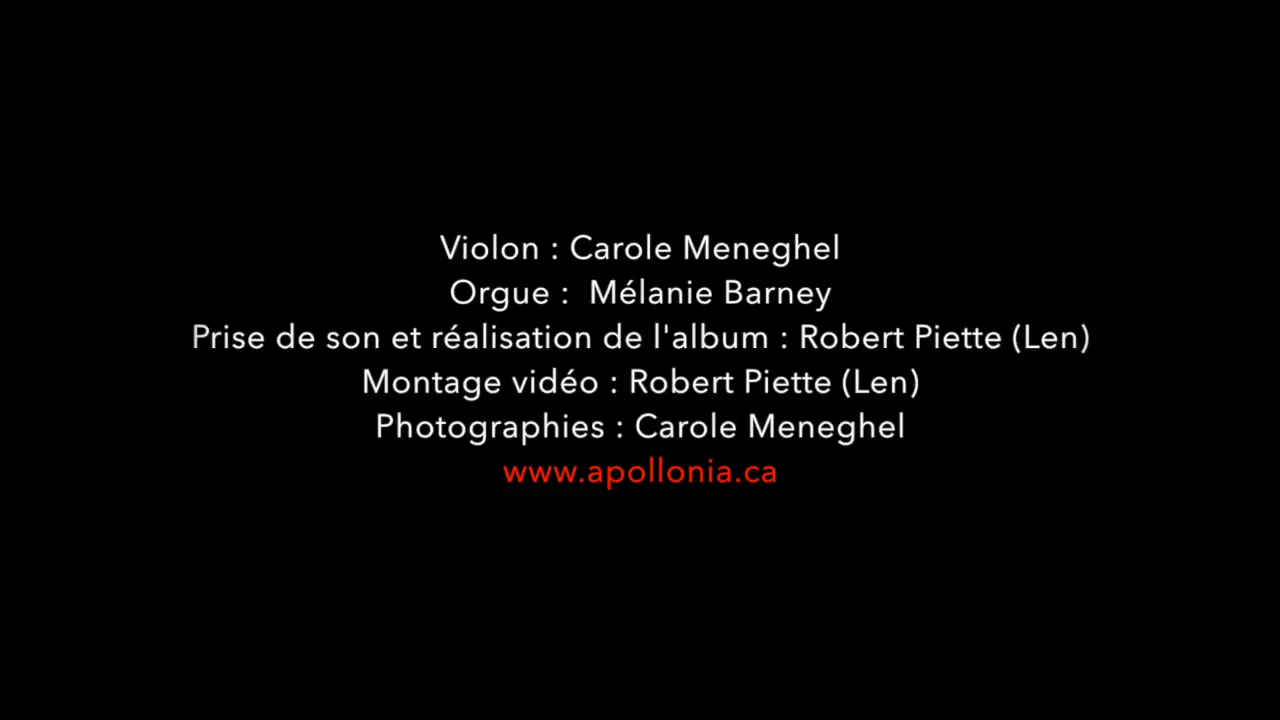 Violon : Carole Meneghel
Orgue :  Mélanie Barney
Prise de son et réalisation de l'album : Robert Piette (Len)
Montage vidéo : Robert Piette (Len)
Photographies : Carole Meneghel
www.apollonia.ca